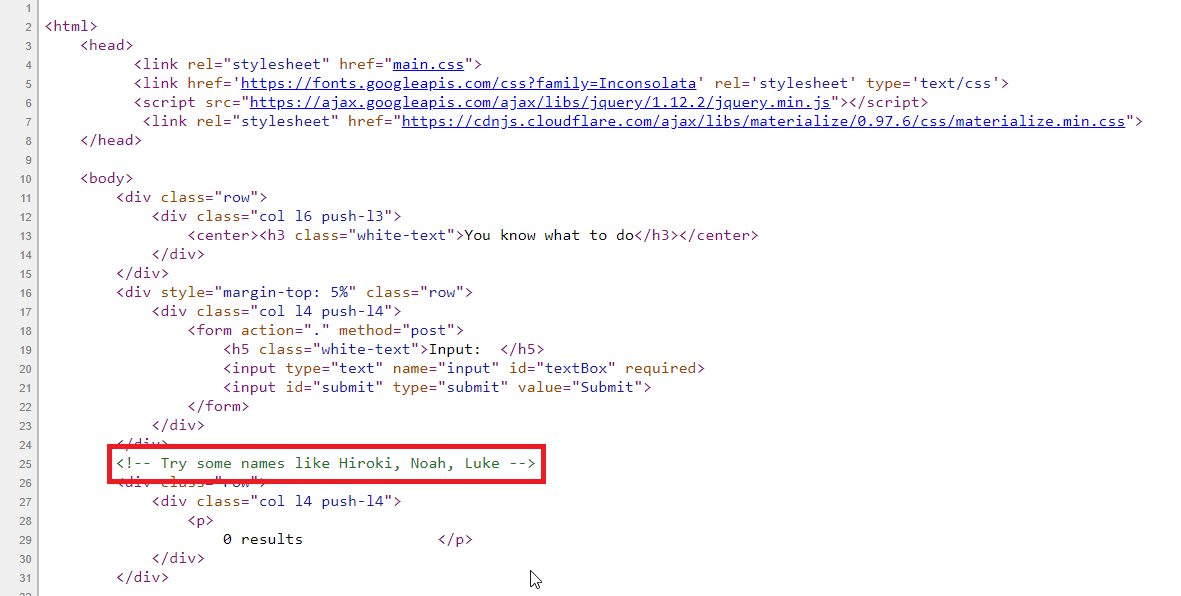 1
2 <html>
3 <head>
4 <link rel="stylesheet" href="main.css">
5 <link href='https://fonts.googleapis.com/css?family=Inconsolata' rel='stylesheet' type='text/css'>
6 <script src="https://ajax.googleapis.com/ajax/libs/jquery/1.12.2/jquery.min.js"></script>
7 <link rel="stylesheet" href="https://cdnjs.cloudflare.com/ajax/libs/materialize/0.97.6/css/materialize.min.css">
8 </head>
9
10 <body>
11 <div class="row">
12 <div class="col l6 push-l3">
13 <center><h3 class="white-text">You know what to do</h3></center>
14 </div>
15 </div>
16 <div style="margin-top: 5%" class="row">
17 <div class="col l4 push-l4">
18 <form action="." method="post">
19 <h5 class="white-text">Input:  </h5>
20 <input type="text" name="input" id="textBox" required>
21 <input id="submit" type="submit" value="Submit">
22 </form>
23 </div>
24 </div>
25 <!-- Try some names like Hiroki, Noah, Luke -->
26 <div class="row">
27 <div class="col l4 push-l4">
28 <p>
29 0 results </p>
30 </div>
31 </div>